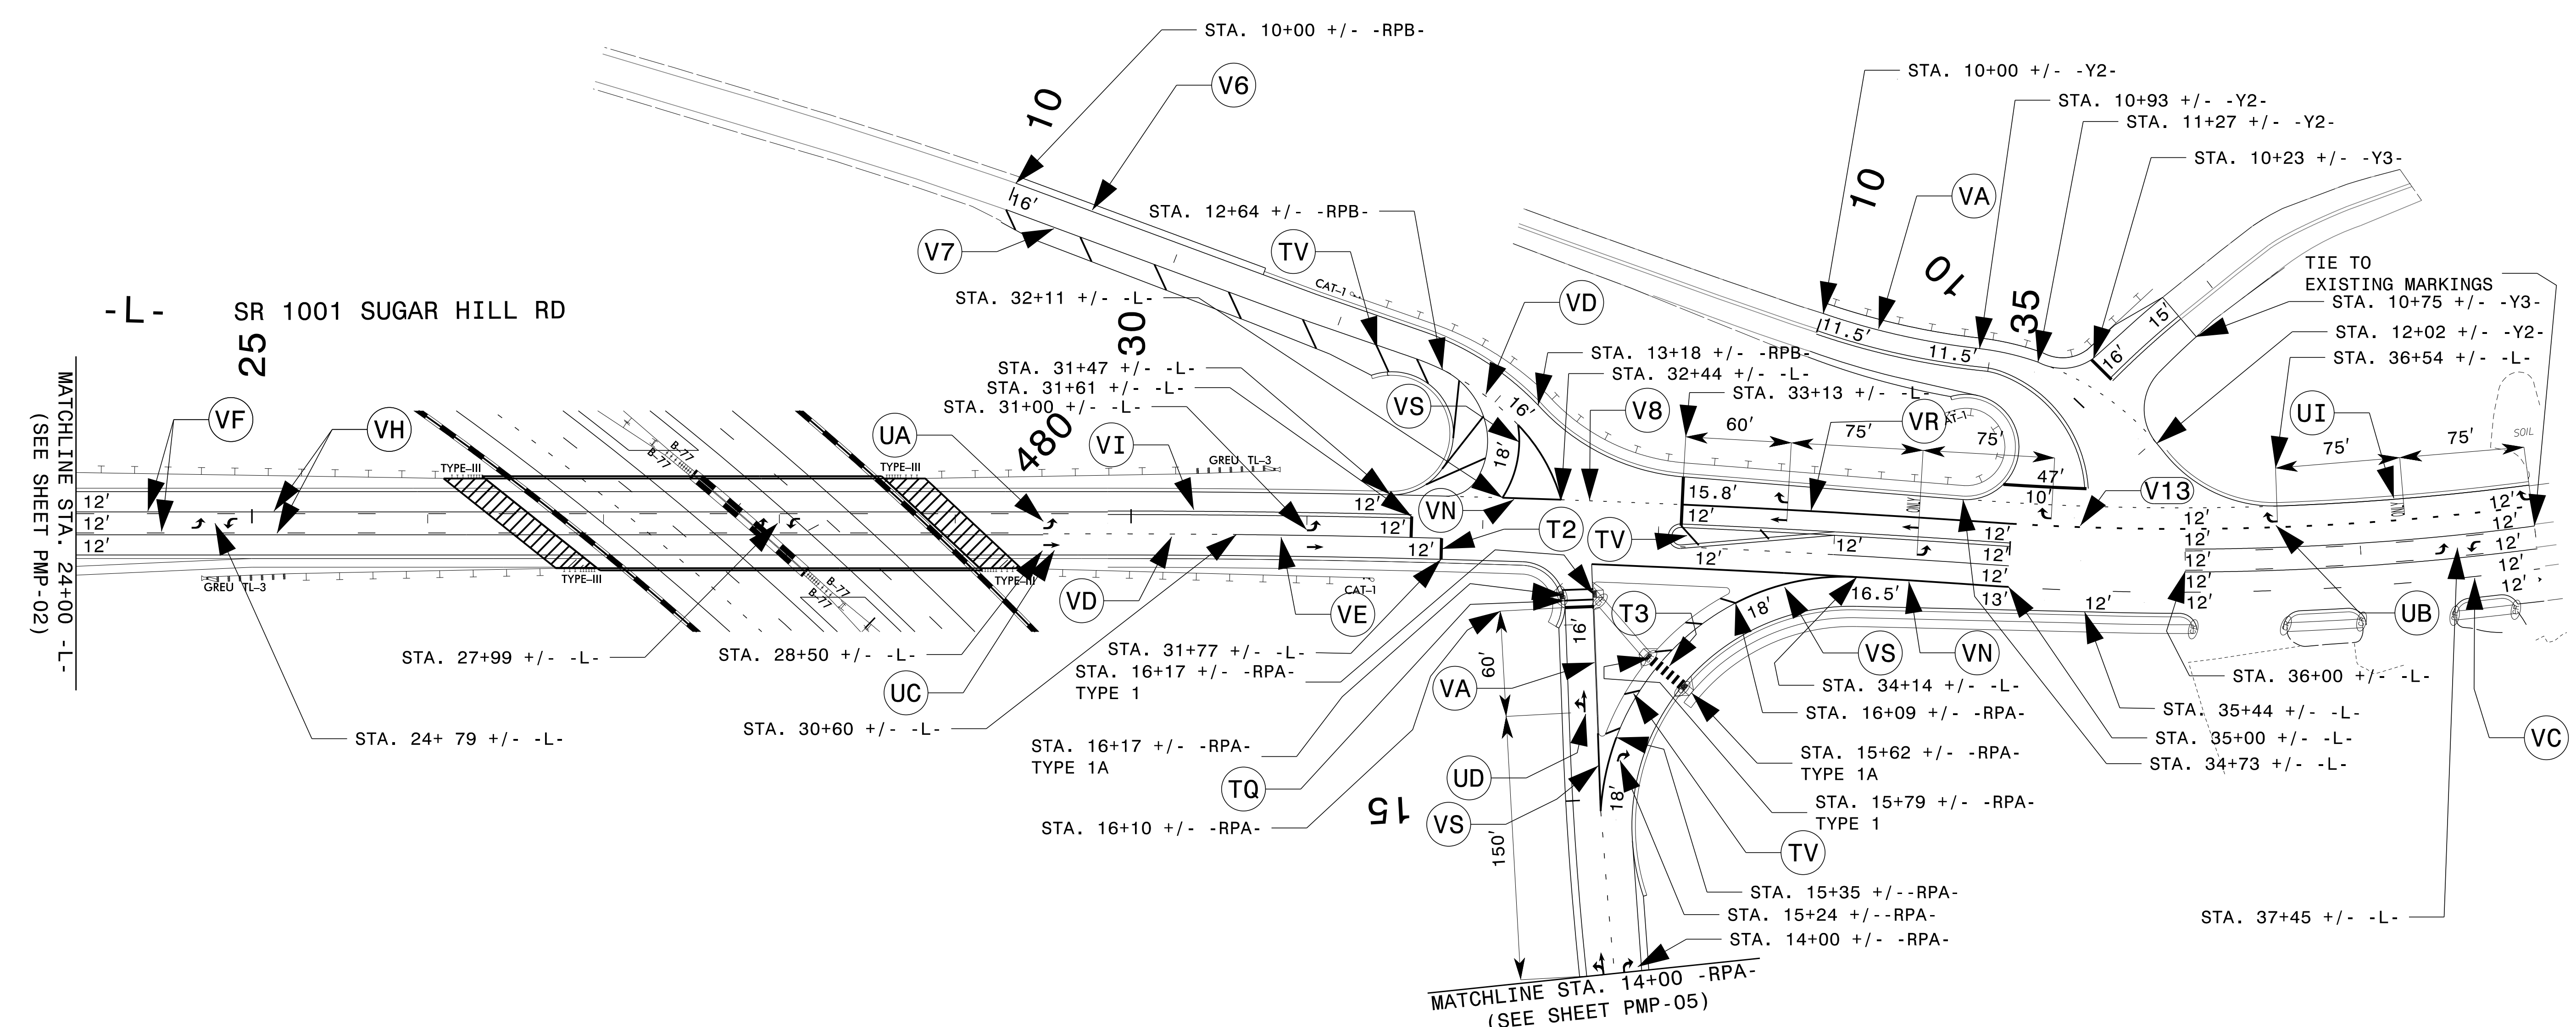 STA. 10+00 +/- -RPB-
V6
10
STA. 10+00 +/- -Y2-
STA. 10+93 +/- -Y2-
STA. 11+27 +/- -Y2-
STA. 10+23 +/- -Y3-
10
VA
16'
STA. 12+64 +/- -RPB-
V7
TV
CAT-1
VD
10
35
TIE TO
EXISTING MARKINGS
STA. 10+75 +/- -Y3-
STA. 12+02 +/- -Y2-
STA. 36+54 +/- -L-
15'
16'
11.5'
11.5'
-L- SR 1001 SUGAR HILL RD
25
30
STA. 32+11 +/- -L-
STA. 31+47 +/- -L-
STA. 31+61 +/- -L-
STA. 31+00 +/- -L-
480
STA. 13+18 +/- -RPB-
STA. 32+44 +/- -L-
STA. 33+13 +/- -L-
VS
16'
V8
VR
60'
75'
75'
UI
75'
75'
SOIL
MATCHLINE STA. 24+00 -L-
(SEE SHEET PMP-02)
VF
VH
UA
VI
B-77
B-77
TYPE-III
TYPE-III
GREU TL-3
18'
VN
T2
TV
47'
10'
V13
12'
12'
12'
12'
12'
12'
15.8'
12'
12'
12'
12'
12'
12'
13'
12'
12'
12'
12'
12'
12'
12'
12'
12'
12'
GREU TL-3
TYPE-III
TYPE-III
B-77
B-77
VD
VE
CAT-1
T3
18'
16.5'
VS
VN
UB
STA. 27+99 +/- -L-
STA. 28+50 +/- -L-
UC
STA. 24+ 79 +/- -L-
STA. 30+60 +/- -L-
STA. 31+77 +/- -L-
STA. 16+17 +/- -RPA-
TYPE 1
STA. 16+17 +/- -RPA-
TYPE 1A
TQ
STA. 16+10 +/- -RPA-
16'
60'
VA
UD
VS
15
18'
150'
STA. 34+14 +/- -L-
STA. 16+09 +/- -RPA-
STA. 15+62 +/- -RPA-
TYPE 1A
STA. 15+79 +/- -RPA-
TYPE 1
TV
STA. 15+35 +/--RPA-
STA. 15+24 +/--RPA-
STA. 14+00 +/- -RPA-
STA. 36+00 +/- -L-
STA. 35+44 +/- -L-
STA. 35+00 +/- -L-
STA. 34+73 +/- -L-
VC
STA. 37+45 +/- -L-
MATCHLINE STA. 14+00 -RPA-
(SEE SHEET PMP-05)